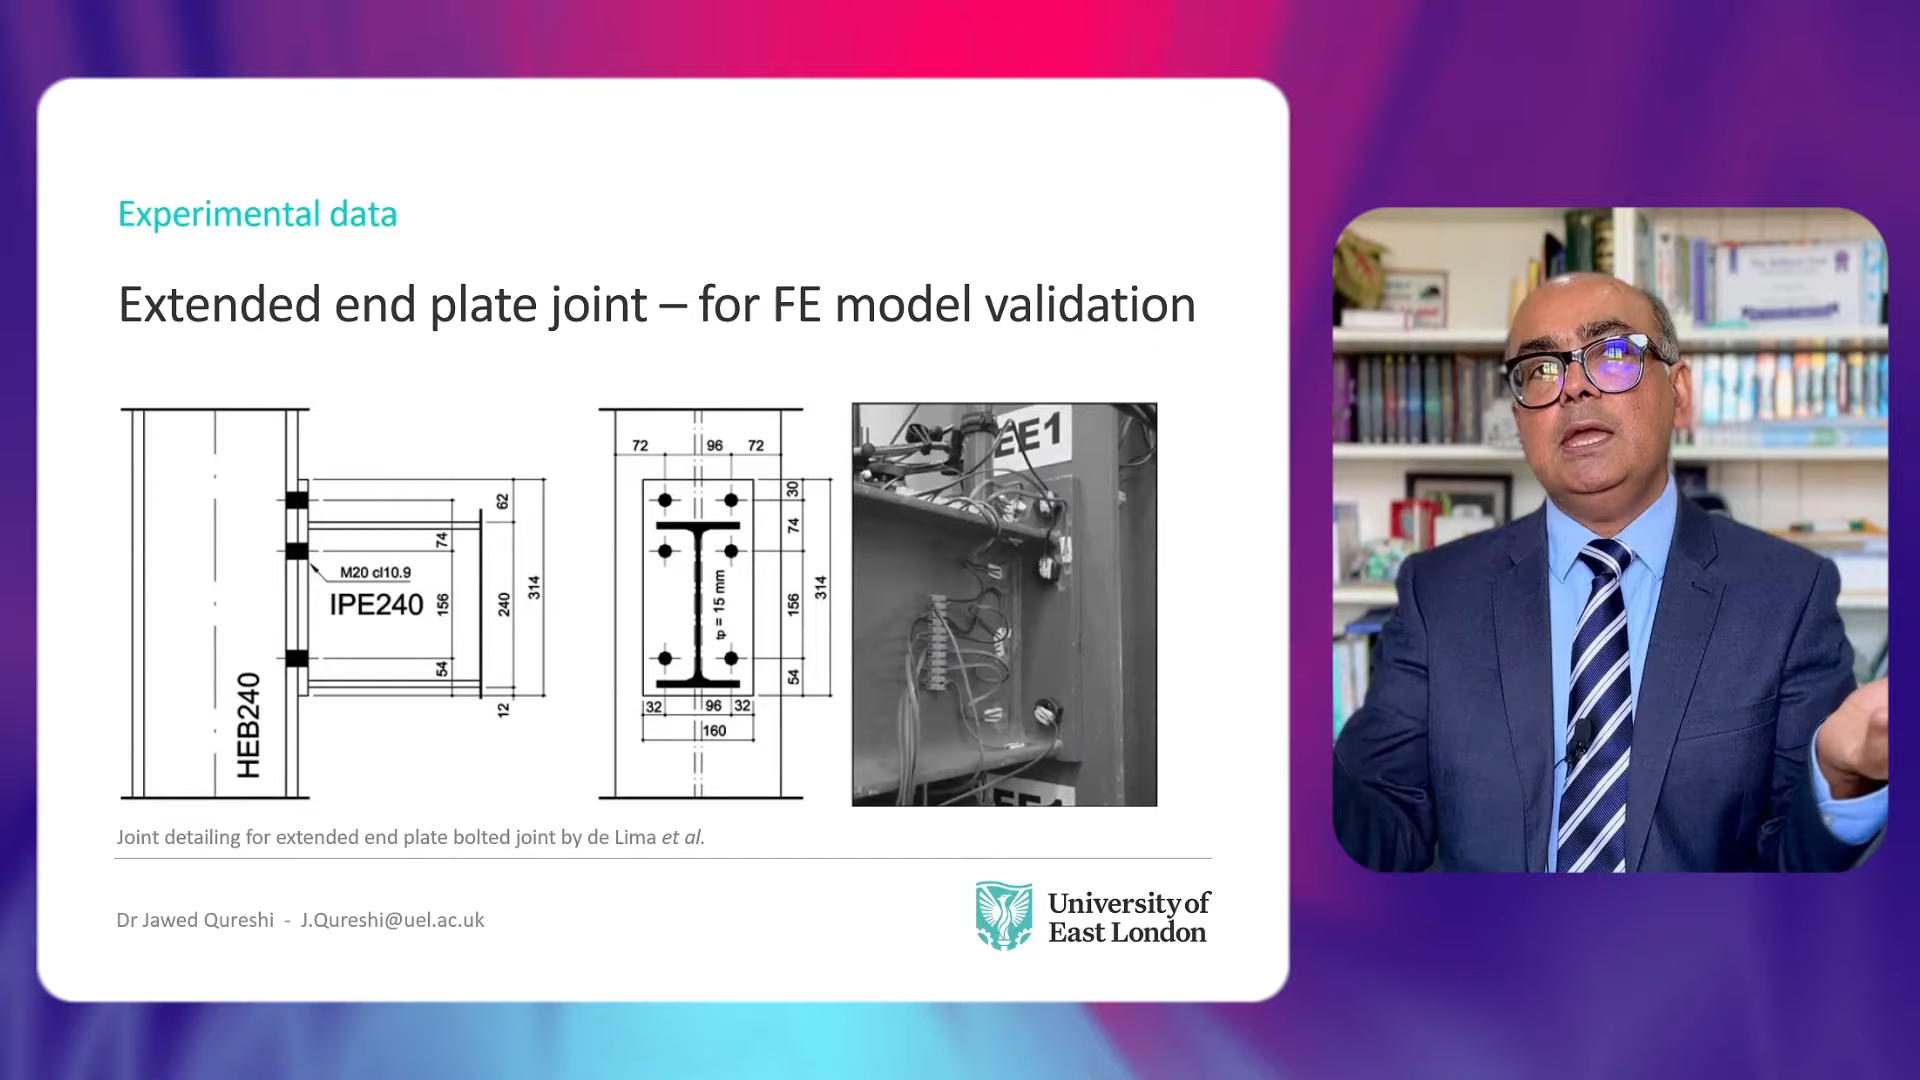 Experimental data
Extended end plate joint – for FE model validation
72 96 72
62
74
M20 cl10.9
IPE240
156
240
314
54
12
HEB240
30
74
tp = 15 mm
156
314
54
32 96 32
160
EE1
EE1
Joint detailing for extended end plate bolted joint by de Lima et al.
Dr Jawed Qureshi - J.Qureshi@uel.ac.uk
University of
East London